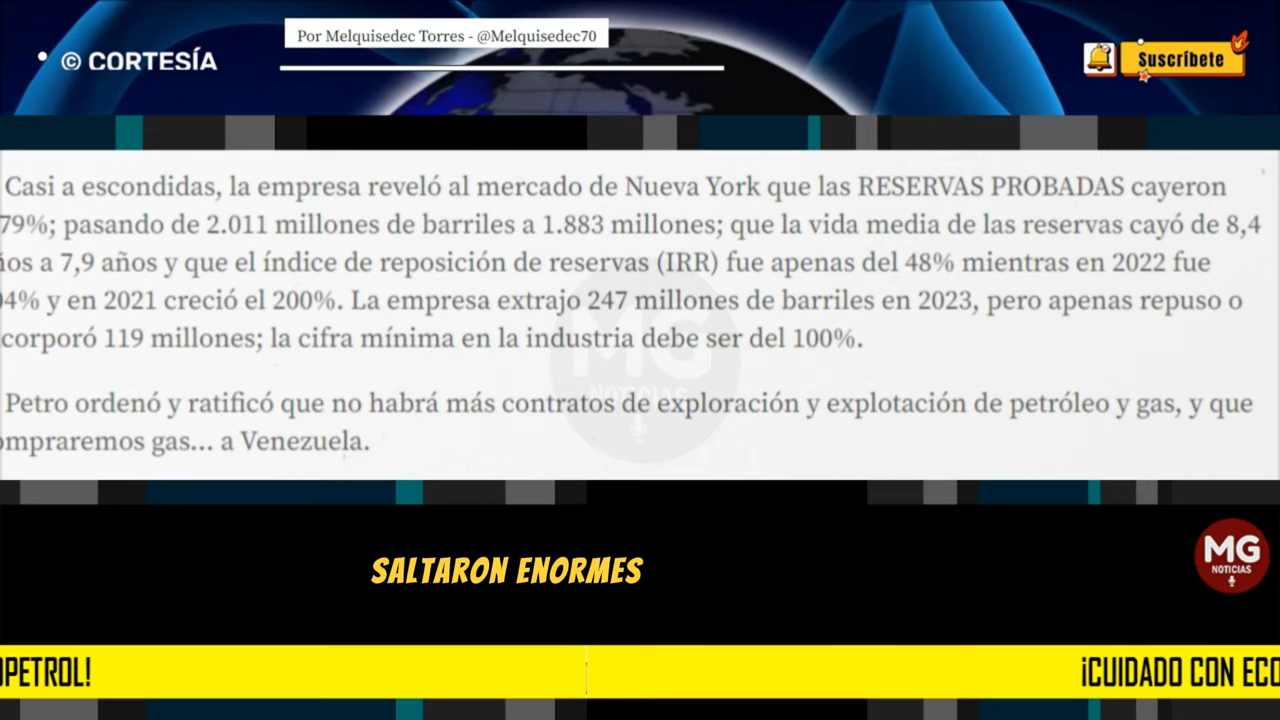 Por Melquisedec Torres - @Melquisedec70
© CORTESÍA
Suscríbete
Casi a escondidas, la empresa reveló al mercado de Nueva York que las RESERVAS PROBADAS cayeron
79%; pasando de 2.011 millones de barriles a 1.883 millones; que la vida media de las reservas cayó de 8,4
ños a 7,9 años y que el índice de reposición de reservas (IRR) fue apenas del 48% mientras en 2022 fue
04% y en 2021 creció el 200%. La empresa extrajo 247 millones de barriles en 2023, pero apenas repuso o
corporó 119 millones; la cifra mínima en la industria debe ser del 100%.
Petro ordenó y ratificó que no habrá más contratos de exploración y explotación de petróleo y gas, y que
ompraremos gas... a Venezuela.
MG
NOTICIAS
SALTARON ENORMES
MG
NOTICIAS
OPETROL!
¡CUIDADO CON ECO